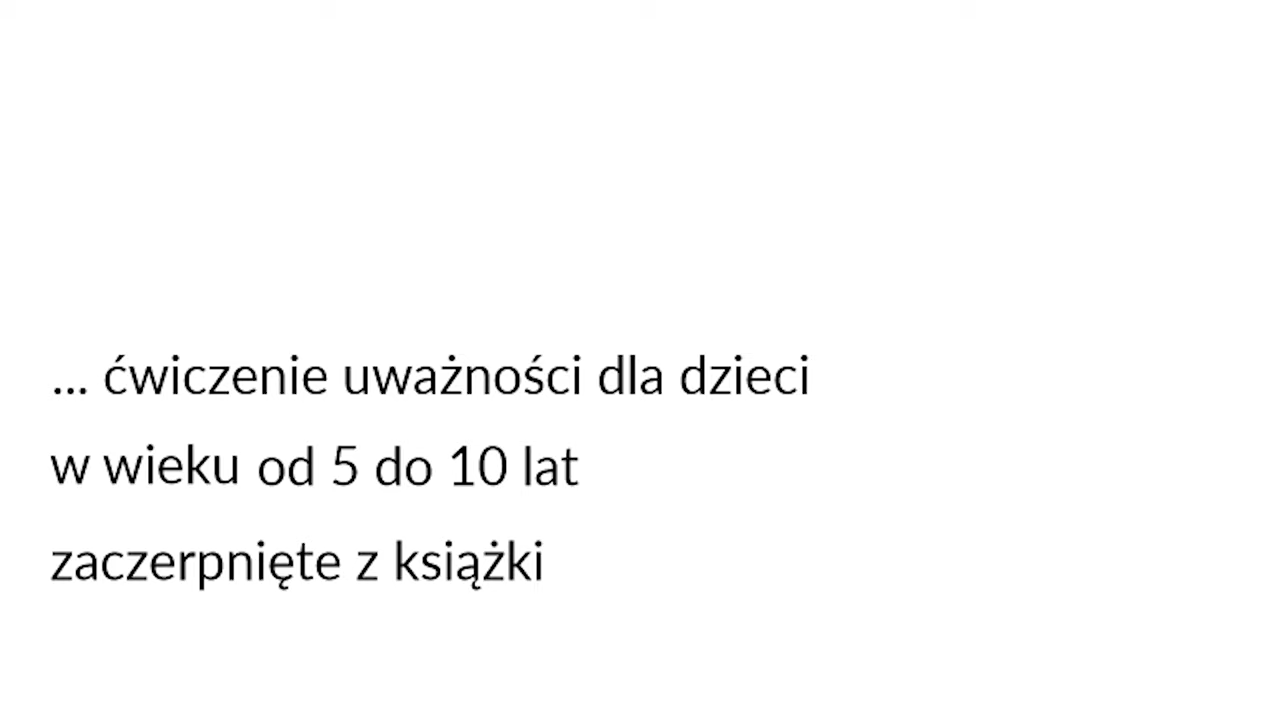 ... ćwiczenie uważności dla dzieci
w wieku od 5 do 10 lat
zaczerpnięte z książki